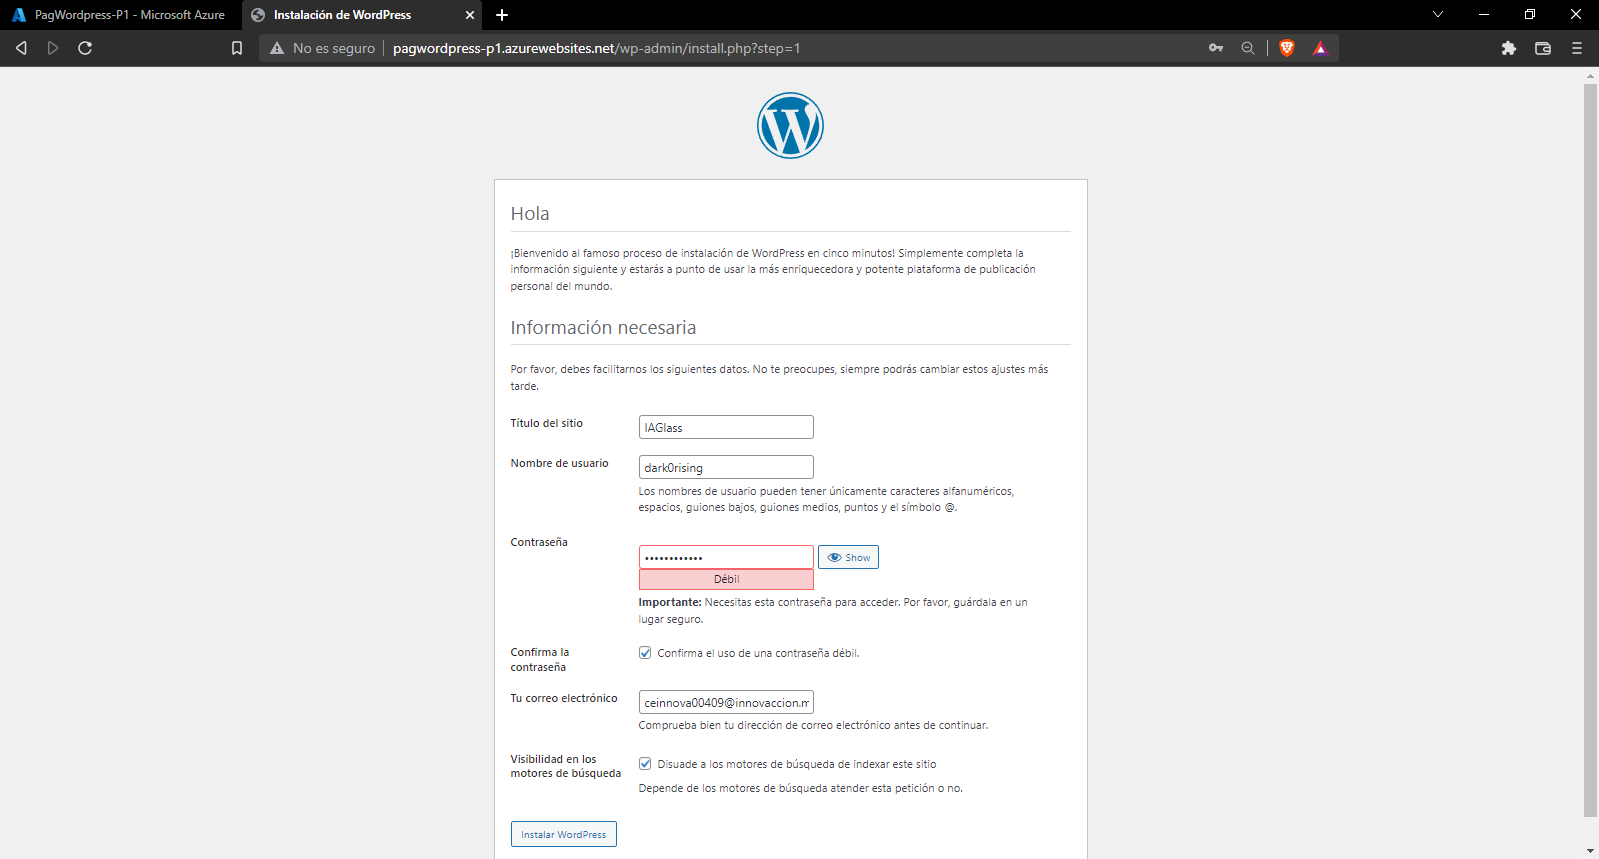 PagWordpress-P1 - Microsoft Azure
Instalación de WordPress
No es seguro
pagwordpress-p1.azurewebsites.net/wp-admin/install.php?step=1
Hola
¡Bienvenido al famoso proceso de instalación de WordPress en cinco minutos! Simplemente completa la
información siguiente y estarás a punto de usar la más enriquecedora y potente plataforma de publicación
personal del mundo.
Información necesaria
Por favor, debes facilitarnos los siguientes datos. No te preocupes, siempre podrás cambiar estos ajustes más
tarde.
Título del sitio
IAGlass
Nombre de usuario
dark0rising
Los nombres de usuario pueden tener únicamente caracteres alfanuméricos,
espacios, guiones bajos, guiones medios, puntos y el símbolo @.
Contraseña
••••••••••••
Show
Débil
Importante: Necesitas esta contraseña para acceder. Por favor, guárdala en un
lugar seguro.
Confirma la
contraseña
Confirma el uso de una contraseña débil.
Tu correo electrónico
ceinnova00409@innovaccion.m
Comprueba bien tu dirección de correo electrónico antes de continuar.
Visibilidad en los
motores de búsqueda
Disuade a los motores de búsqueda de indexar este sitio
Depende de los motores de búsqueda atender esta petición o no.
Instalar WordPress